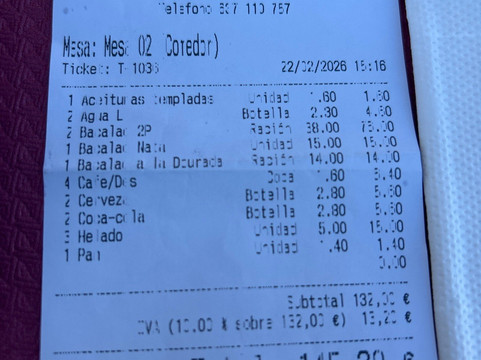 Telefono 637 110 757
Mesa: Mesa 02 (Comedor)
Ticket: T-1036 22/02/2026 15:16
1 Aceitunas templadas Unidad 1.60 1.60
2 Agua L Botella 2.30 4.60
2 Bacalao 2P Ración 38.00 76.00
1 Bacalao Nata Unidad 15.00 15.00
1 Bacalao a la Dourada Ración 14.00 14.00
4 Cafe/Des Copa 1.60 6.40
2 Cerveza Botella 2.80 5.60
2 Coca-cola Botella 2.80 5.60
3 Helado Unidad 5.00 15.00
1 Pan Unidad 1.40 1.40
0.00
Subtotal 132,00 €
IVA (10.00 % sobre 132,00 €) 13,20 €
Total 145,20 €